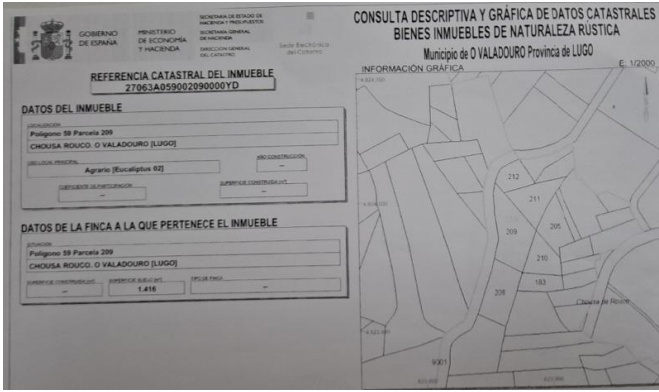 GOBIERNO
DE ESPAÑA
MINISTERIO
DE ECONOMÍA
Y HACIENDA
SECRETARÍA DE ESTADO DE
HACIENDA Y PRESUPUESTOS
SECRETARÍA GENERAL
DE HACIENDA
DIRECCIÓN GENERAL
DEL CATASTRO
Sede Electrónica
del Catastro
REFERENCIA CATASTRAL DEL INMUEBLE
27063A059002090000YD
DATOS DEL INMUEBLE
LOCALIZACIÓN
Polígono 59 Parcela 209
CHOUSA ROUCO. O VALADOURO [LUGO]
USO LOCAL PRINCIPAL
Agrario [Eucaliptus 02]
AÑO CONSTRUCCIÓN
--
COEFICIENTE DE PARTICIPACIÓN
--
SUPERFICIE CONSTRUIDA [m²]
--
DATOS DE LA FINCA A LA QUE PERTENECE EL INMUEBLE
SITUACIÓN
Polígono 59 Parcela 209
CHOUSA ROUCO. O VALADOURO [LUGO]
SUPERFICIE CONSTRUIDA [m²]
--
SUPERFICIE SUELO [m²]
1.416
TIPO DE FINCA
--
CONSULTA DESCRIPTIVA Y GRÁFICA DE DATOS CATASTRALES
BIENES INMUEBLES DE NATURALEZA RÚSTICA
Municipio de O VALADOURO Provincia de LUGO
INFORMACIÓN GRÁFICA
E: 1/2000
212
211
209
205
210
183
208
9001